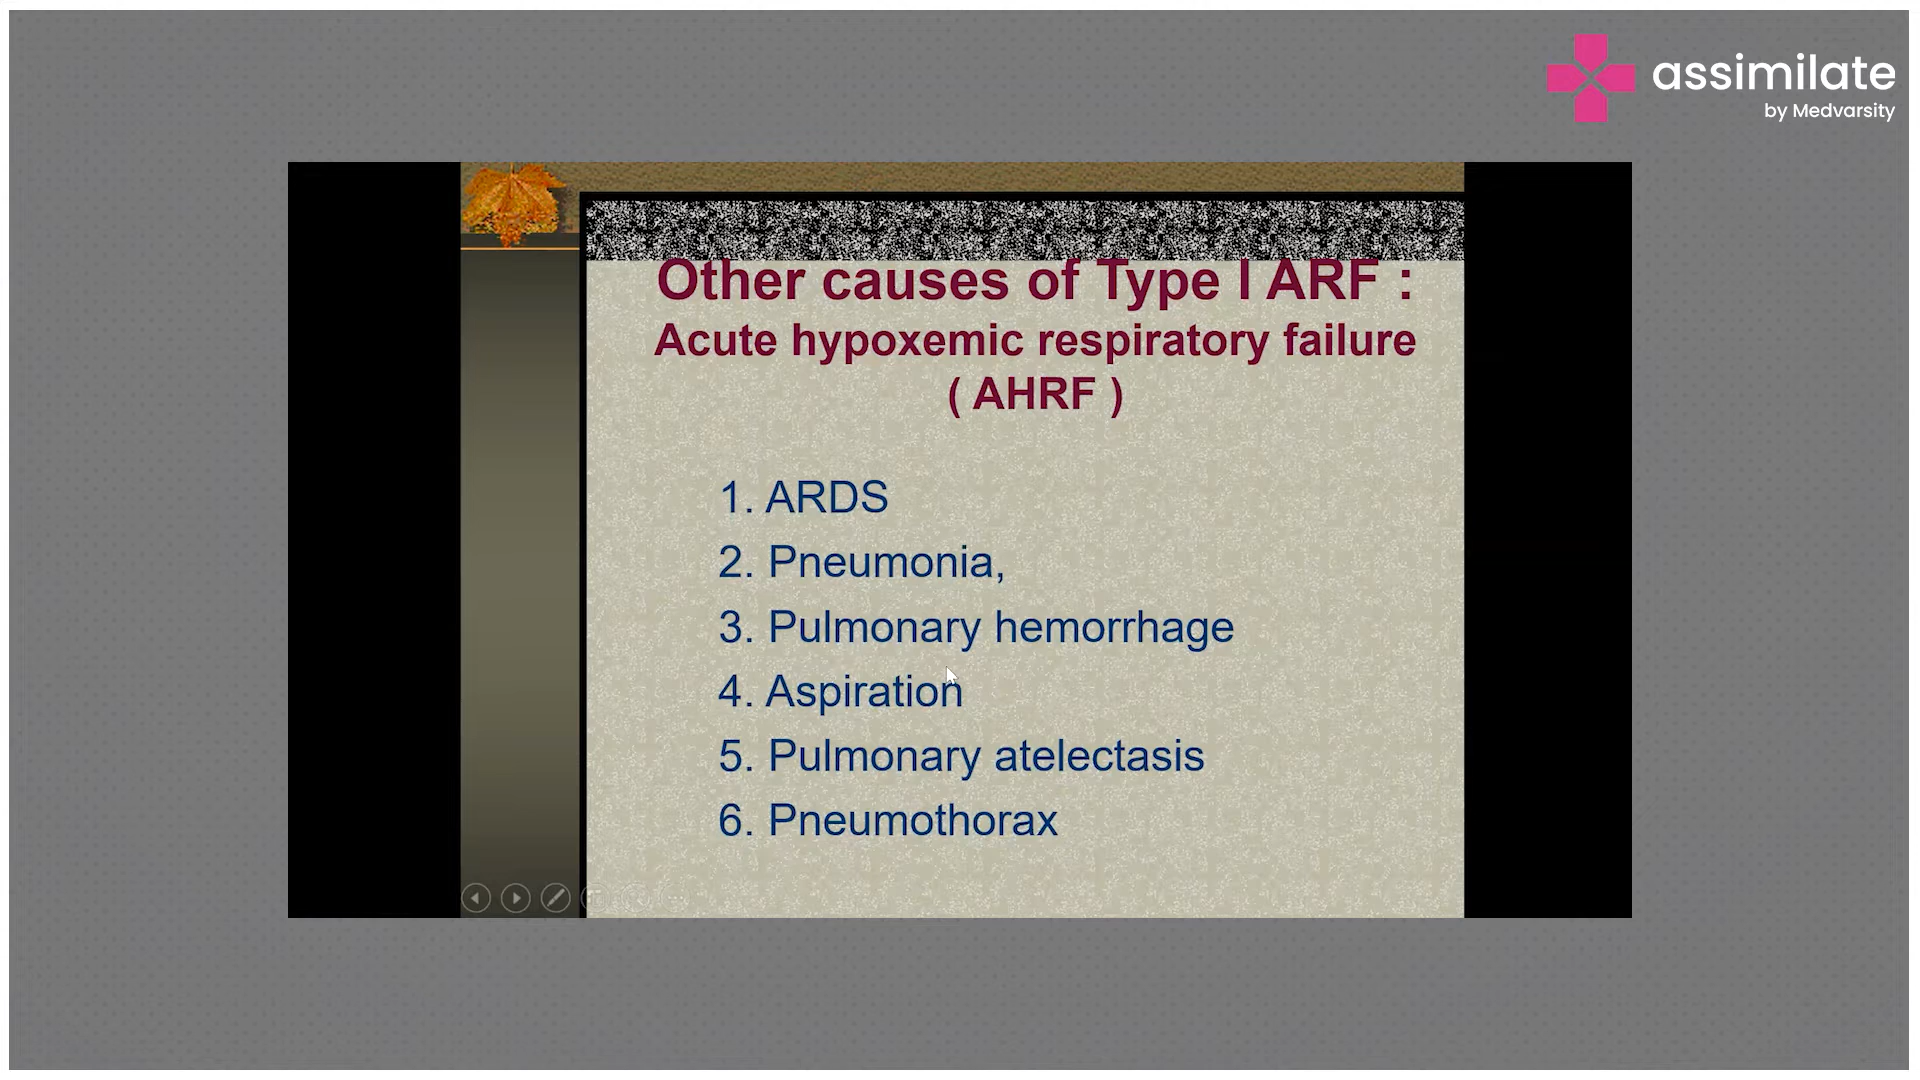 assimilate
by Medvarsity
Other causes of Type I ARF :
Acute hypoxemic respiratory failure
( AHRF )
1. ARDS
2. Pneumonia,
3. Pulmonary hemorrhage
4. Aspiration
5. Pulmonary atelectasis
6. Pneumothorax